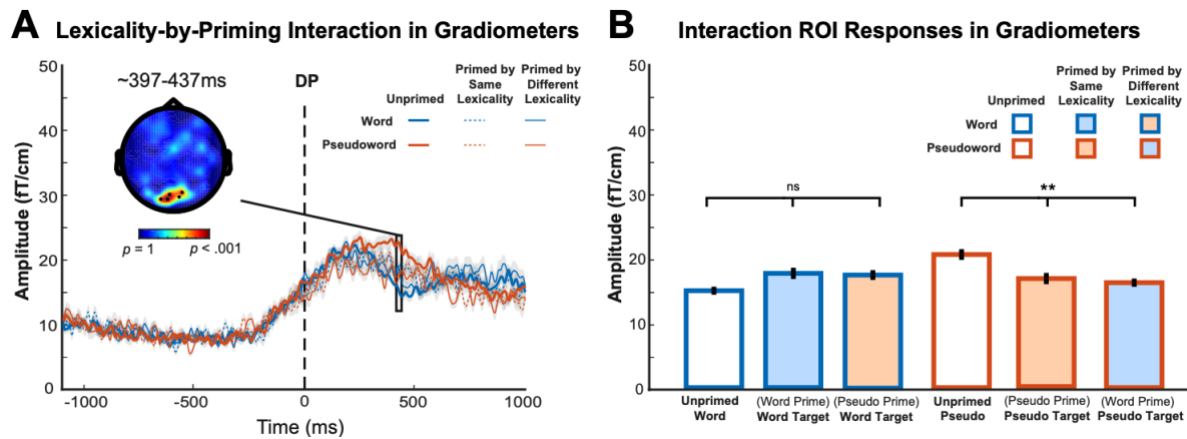 A Lexicality-by-Priming Interaction in Gradiometers
50
40
30
20
10
0
Amplitude (fT/cm)
~397-437ms
p = 1
p < .001
DP
Unprimed
Primed by
Same
Lexicality
Primed by
Different
Lexicality
Word
Pseudoword
-1000
-500
0
500
1000
Time (ms)
B Interaction ROI Responses in Gradiometers
50
40
30
20
10
0
Amplitude (fT/cm)
Unprimed
Primed by
Same
Lexicality
Primed by
Different
Lexicality
Word
Pseudoword
ns
**
Unprimed
Word
(Word Prime)
Word Target
(Pseudo Prime)
Word Target
Unprimed
Pseudo
(Pseudo Prime)
Pseudo Target
(Word Prime)
Pseudo Target